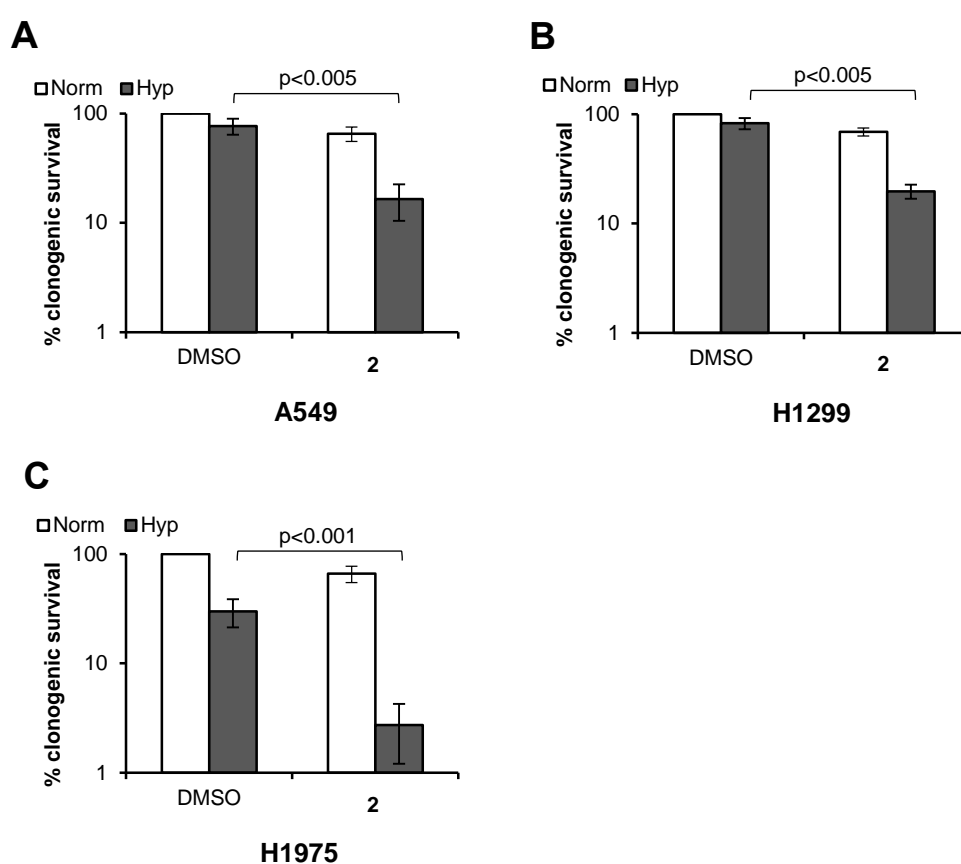 A
Norm Hyp
p<0.005
% clonogenic survival
100
10
1
DMSO 2
A549
B
Norm Hyp
p<0.005
% clonogenic survival
100
10
1
DMSO 2
H1299
C
Norm Hyp
p<0.001
% clonogenic survival
100
10
1
DMSO 2
H1975